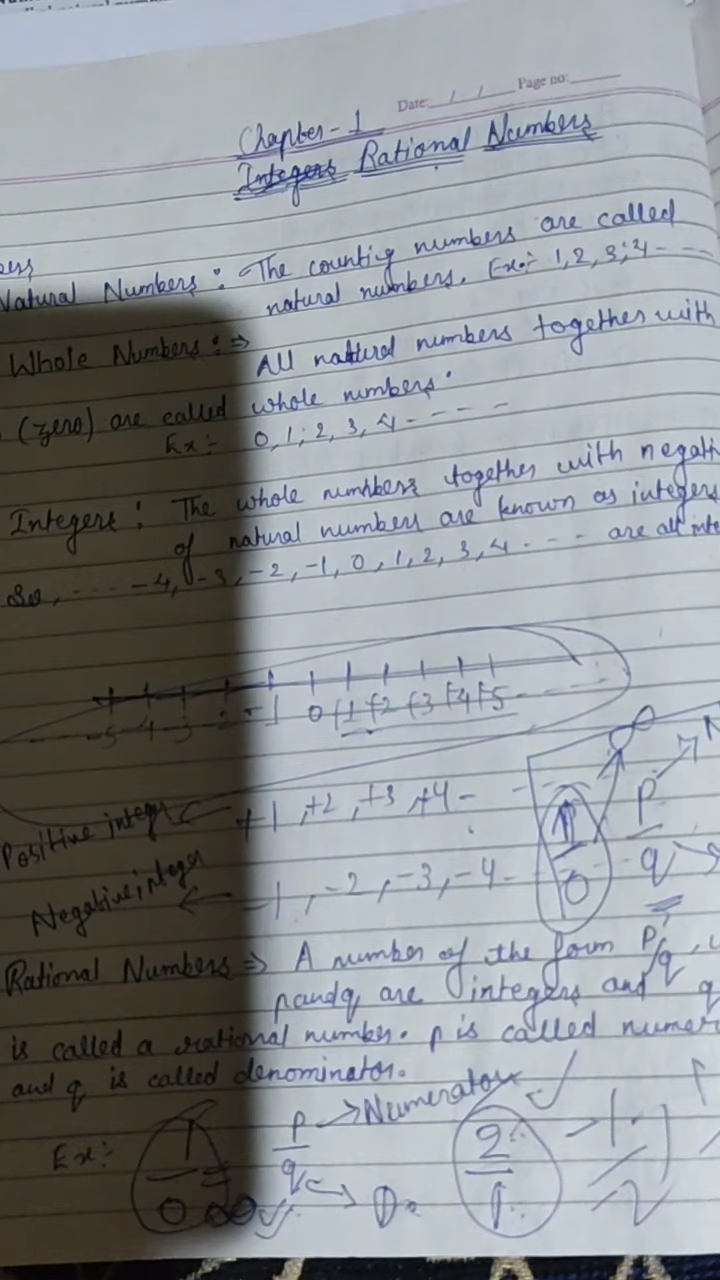 Date: / / Page no:
Chapter - 1
Integers Rational Numbers
Natural Numbers : The countig numbers are called
natural numbers. Ex:- 1, 2, 3, 4 - - -
Whole Numbers : ⇒
All natural numbers together with
(zero) are called whole numbers.
Ex:- 0, 1, 2, 3, 4 - - - -
Integers : The whole numbers together with negati
of natural numbers are known as integers
So, ---- -4, -3, -2, -1, 0, 1, 2, 3, 4 --- are all inte
-5 -4 -3 -2 -1 0 +1 +2 +3 +4 +5
Positive integer ← +1, +2, +3, +4 -
Negative integer ← -1, -2, -3, -4 -
1/0 p/q
Rational Numbers ⇒ A number of the form P/q,
p and q are integers and q
is called a rational number. p is called numer
and q is called denominator.
Ex:- 1/0 = ∞ p/q → Numerator 2/1
→ D.